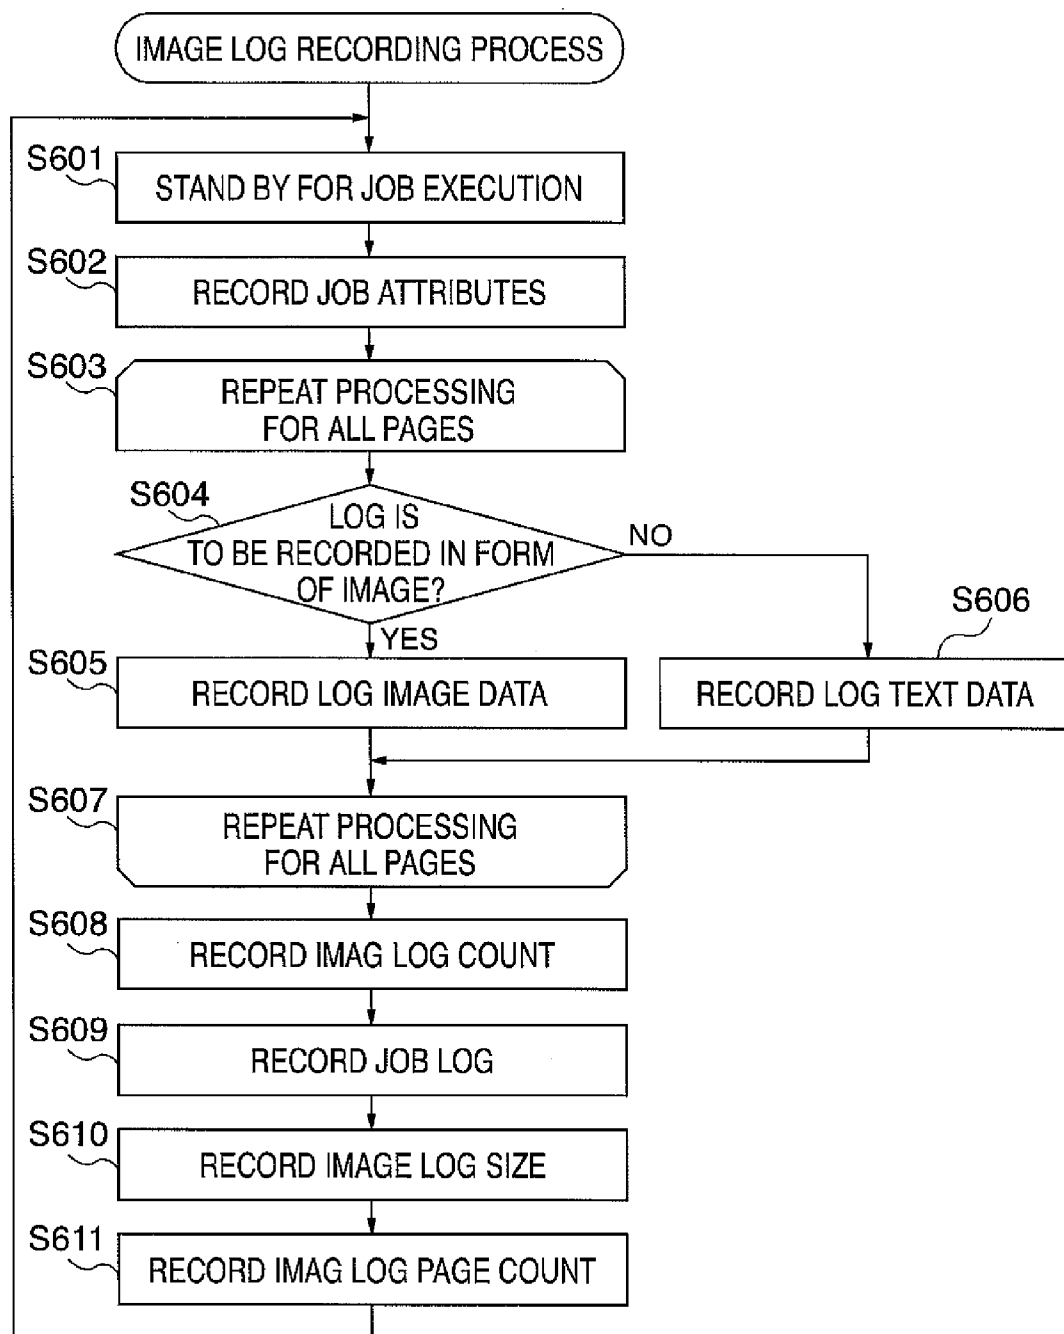 IMAGE LOG RECORDING PROCESS
S601
STAND BY FOR JOB EXECUTION
S602
RECORD JOB ATTRIBUTES
S603
REPEAT PROCESSING
FOR ALL PAGES
S604
LOG IS
TO BE RECORDED IN FORM
OF IMAGE?
NO
YES
S605
RECORD LOG IMAGE DATA
S606
RECORD LOG TEXT DATA
S607
REPEAT PROCESSING
FOR ALL PAGES
S608
RECORD IMAG LOG COUNT
S609
RECORD JOB LOG
S610
RECORD IMAGE LOG SIZE
S611
RECORD IMAG LOG PAGE COUNT